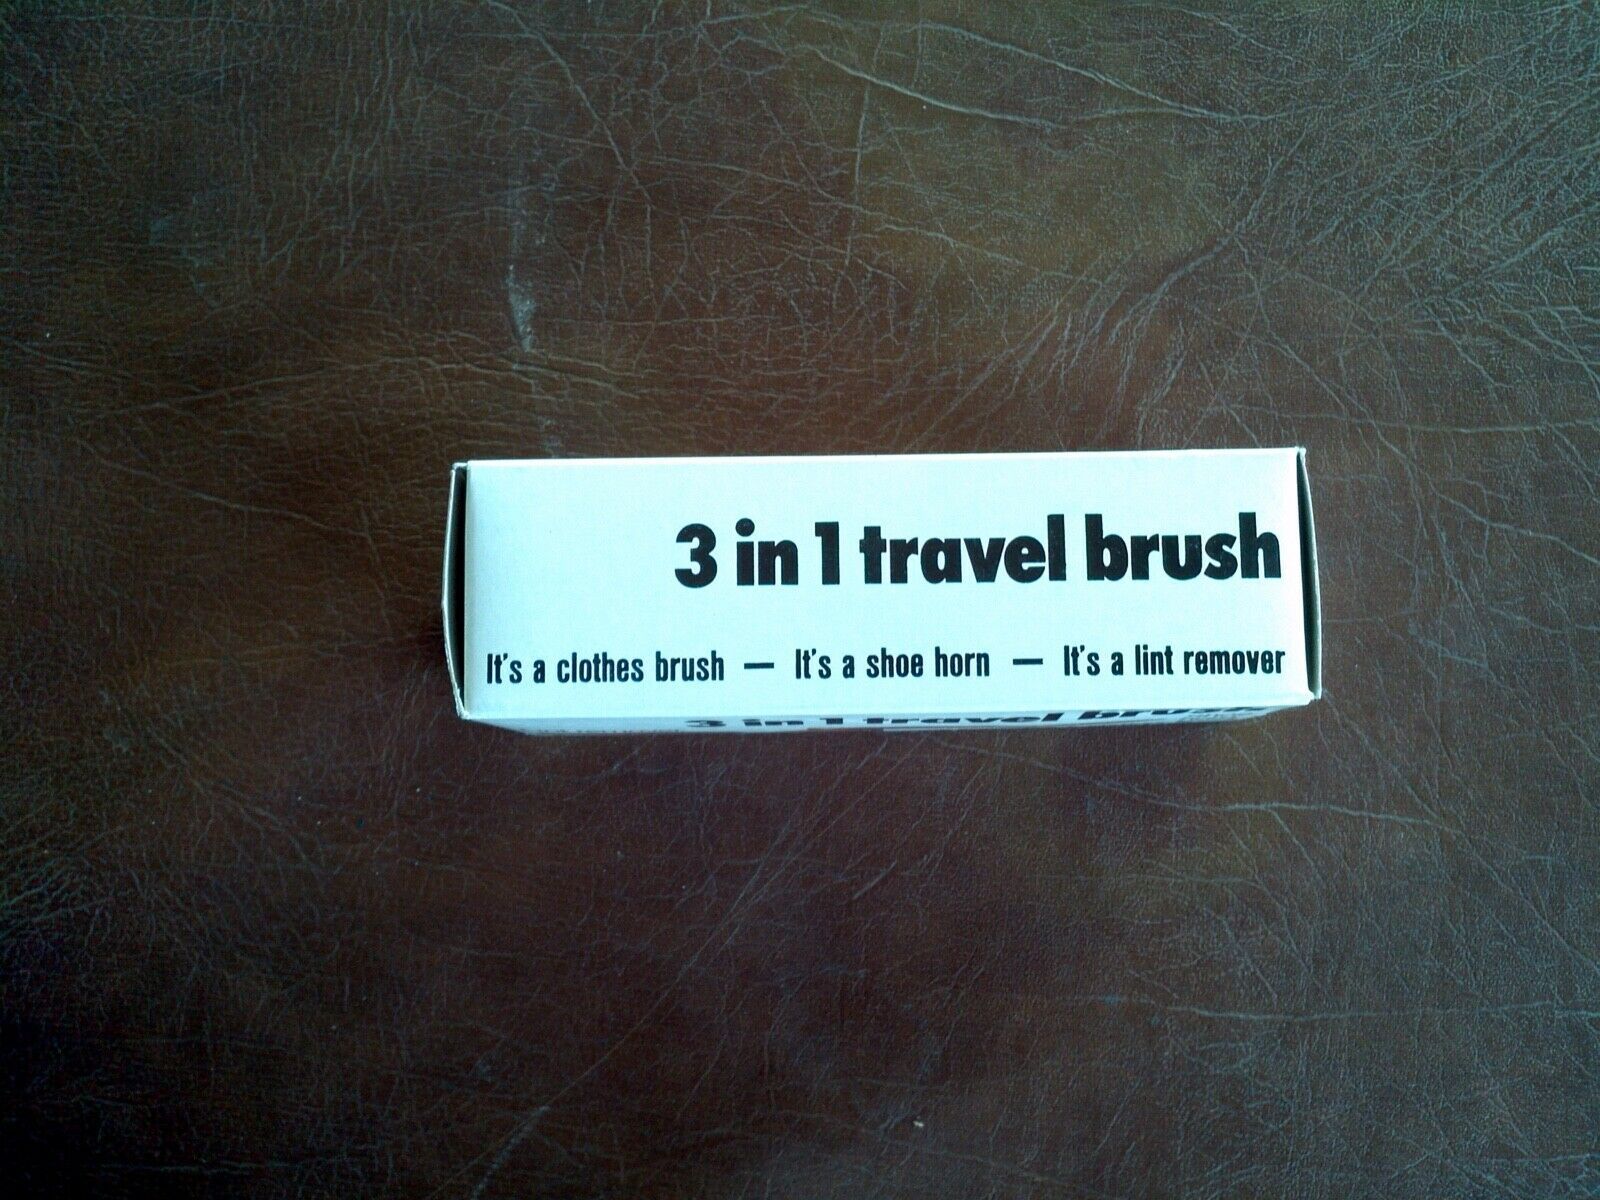 3 in 1 travel brush
It's a clothes brush — It's a shoe horn — It's a lint remover
3 in 1 travel brush